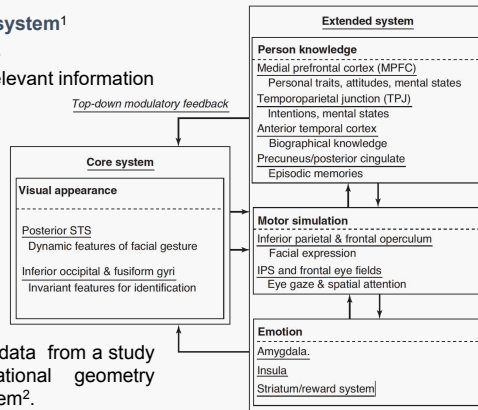 system¹
elevant information
Top-down modulatory feedback
Core system
Visual appearance
Posterior STS
Dynamic features of facial gesture
Inferior occipital & fusiform gyri
Invariant features for identification
data from a study
ational geometry
em².
Extended system
Person knowledge
Medial prefrontal cortex (MPFC)
Personal traits, attitudes, mental states
Temporoparietal junction (TPJ)
Intentions, mental states
Anterior temporal cortex
Biographical knowledge
Precuneus/posterior cingulate
Episodic memories
Motor simulation
Inferior parietal & frontal operculum
Facial expression
IPS and frontal eye fields
Eye gaze & spatial attention
Emotion
Amygdala.
Insula
Striatum/reward system